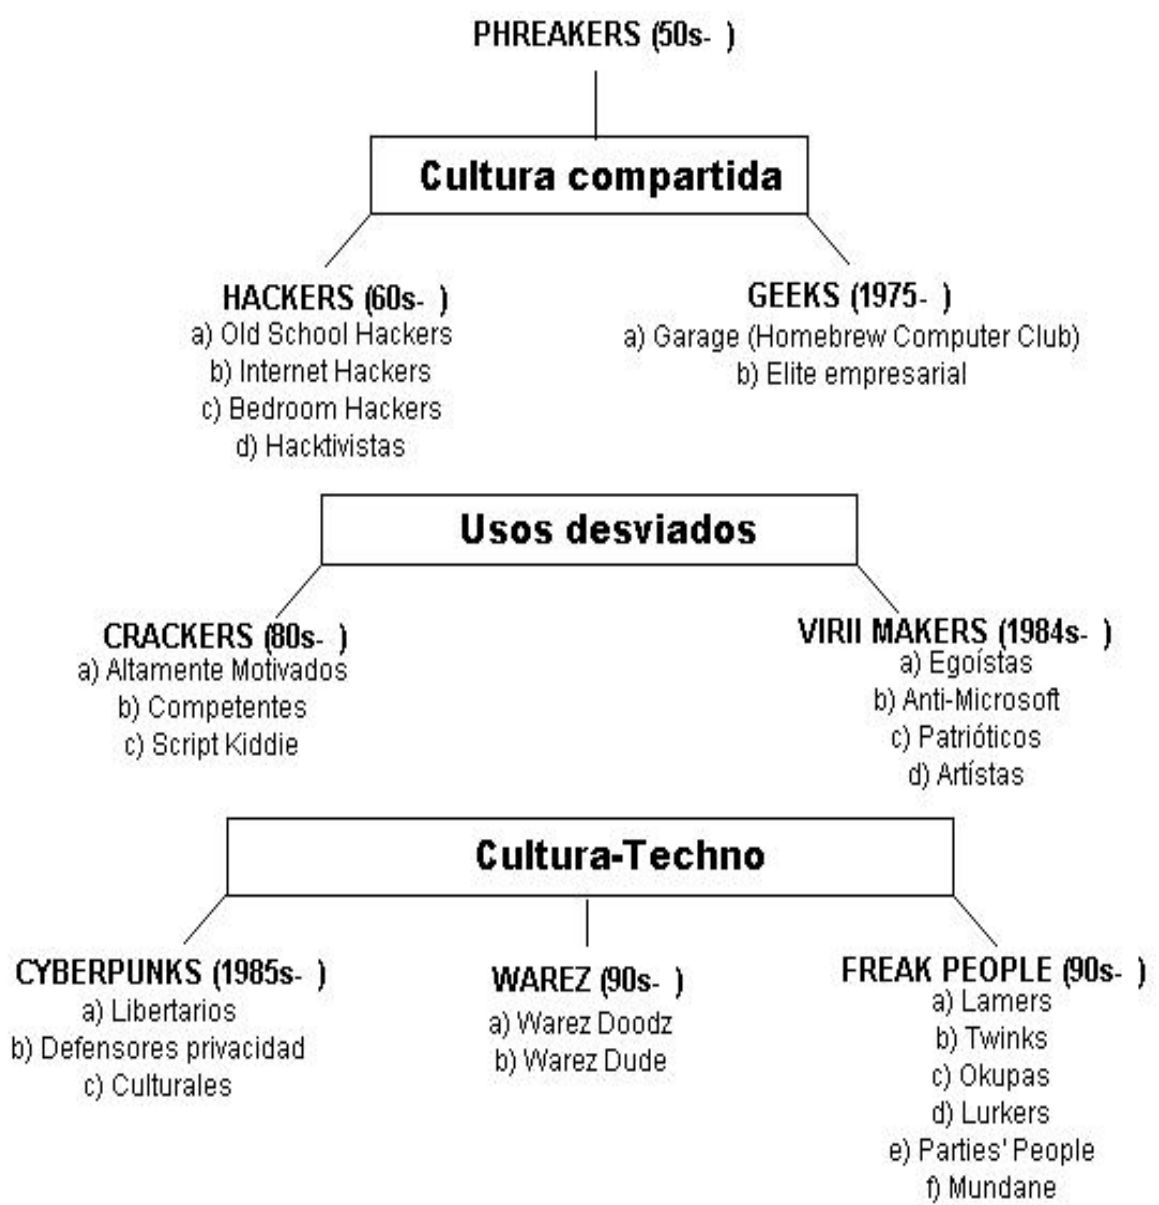 PHREAKERS (50s- )
Cultura compartida
HACKERS (60s- )
a) Old School Hackers
b) Internet Hackers
c) Bedroom Hackers
d) Hacktivistas
GEEKS (1975- )
a) Garage (Homebrew Computer Club)
b) Elite empresarial
Usos desviados
CRACKERS (80s- )
a) Altamente Motivados
b) Competentes
c) Script Kiddie
VIRII MAKERS (1984s- )
a) Egoístas
b) Anti-Microsoft
c) Patrióticos
d) Artístas
Cultura-Techno
CYBERPUNKS (1985s- )
a) Libertarios
b) Defensores privacidad
c) Culturales
WAREZ (90s- )
a) Warez Doodz
b) Warez Dude
FREAK PEOPLE (90s- )
a) Lamers
b) Twinks
c) Okupas
d) Lurkers
e) Parties' People
f) Mundane